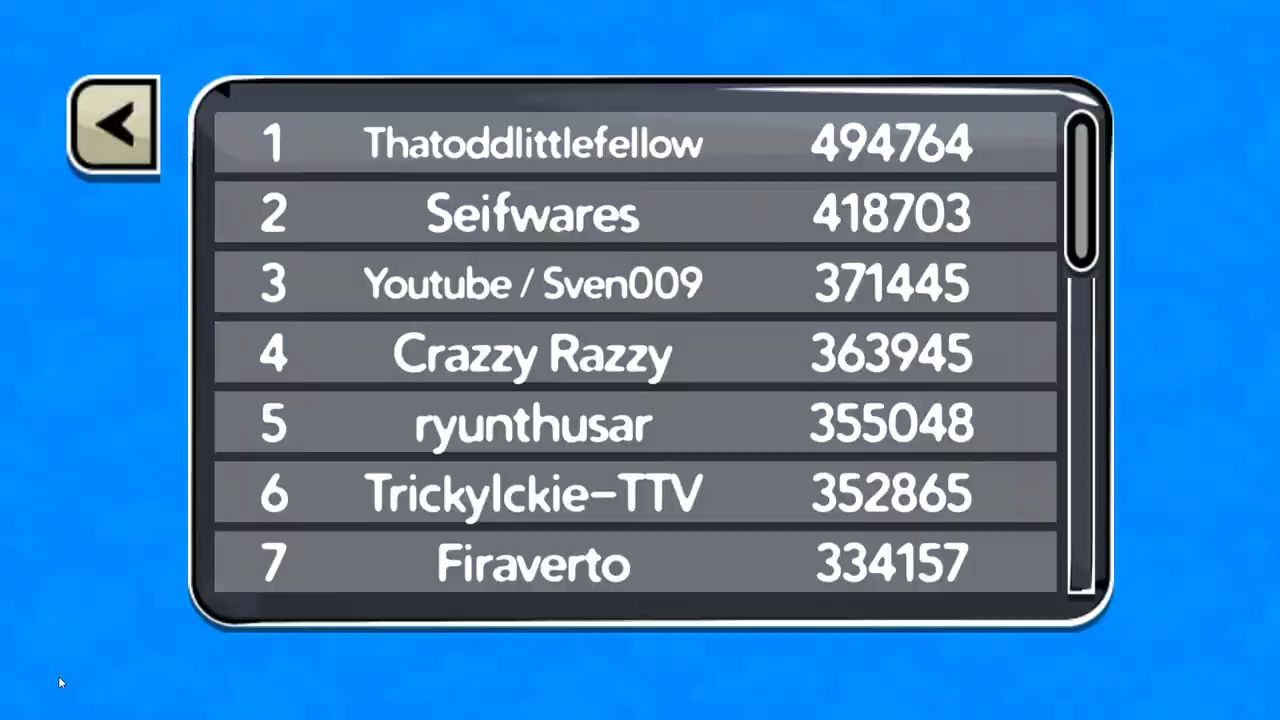 1 Thatoddlittlefellow 494764
2 Seifwares 418703
3 Youtube / Sven009 371445
4 Crazzy Razzy 363945
5 ryunthusar 355048
6 TrickyIckie-TTV 352865
7 Firaverto 334157